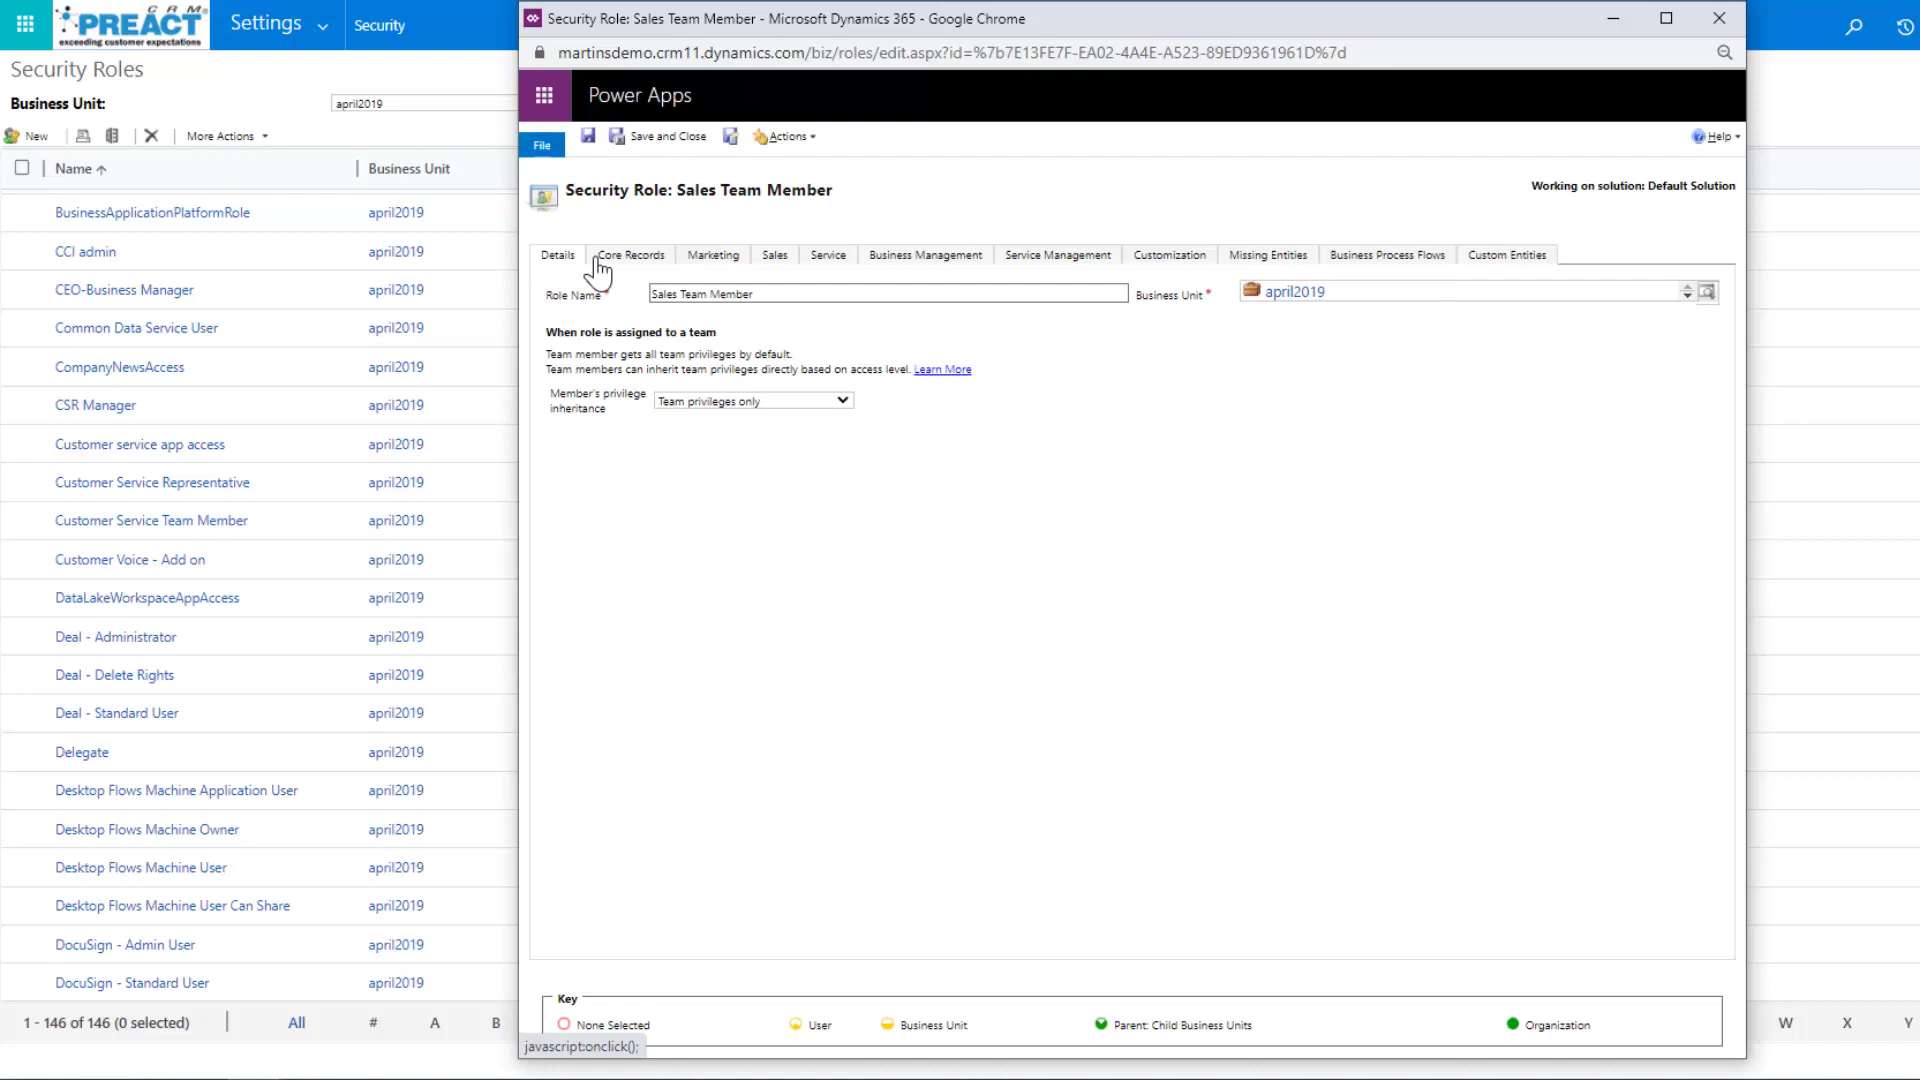 CRM
PREACT
exceeding customer expectations
Settings
Security
Security Roles
Business Unit:
april2019
New
More Actions
Name
Business Unit
BusinessApplicationPlatformRole april2019
CCI admin april2019
CEO-Business Manager april2019
Common Data Service User april2019
CompanyNewsAccess april2019
CSR Manager april2019
Customer service app access april2019
Customer Service Representative april2019
Customer Service Team Member april2019
Customer Voice - Add on april2019
DataLakeWorkspaceAppAccess april2019
Deal - Administrator april2019
Deal - Delete Rights april2019
Deal - Standard User april2019
Delegate april2019
Desktop Flows Machine Application User april2019
Desktop Flows Machine Owner april2019
Desktop Flows Machine User april2019
Desktop Flows Machine User Can Share april2019
DocuSign - Admin User april2019
DocuSign - Standard User april2019
1 - 146 of 146 (0 selected) All # A B
Security Role: Sales Team Member - Microsoft Dynamics 365 - Google Chrome
martinsdemo.crm11.dynamics.com/biz/roles/edit.aspx?id=%7b7E13FE7F-EA02-4A4E-A523-89ED9361961D%7d
Power Apps
File
Save and Close
Actions
Help
Security Role: Sales Team Member
Working on solution: Default Solution
Details Core Records Marketing Sales Service Business Management Service Management Customization Missing Entities Business Process Flows Custom Entities
Role Name * Sales Team Member Business Unit * april2019
When role is assigned to a team
Team member gets all team privileges by default.
Team members can inherit team privileges directly based on access level. Learn More
Member's privilege
inheritance
Team privileges only
Key
None Selected User Business Unit Parent: Child Business Units Organization
javascript:onclick();
W X Y